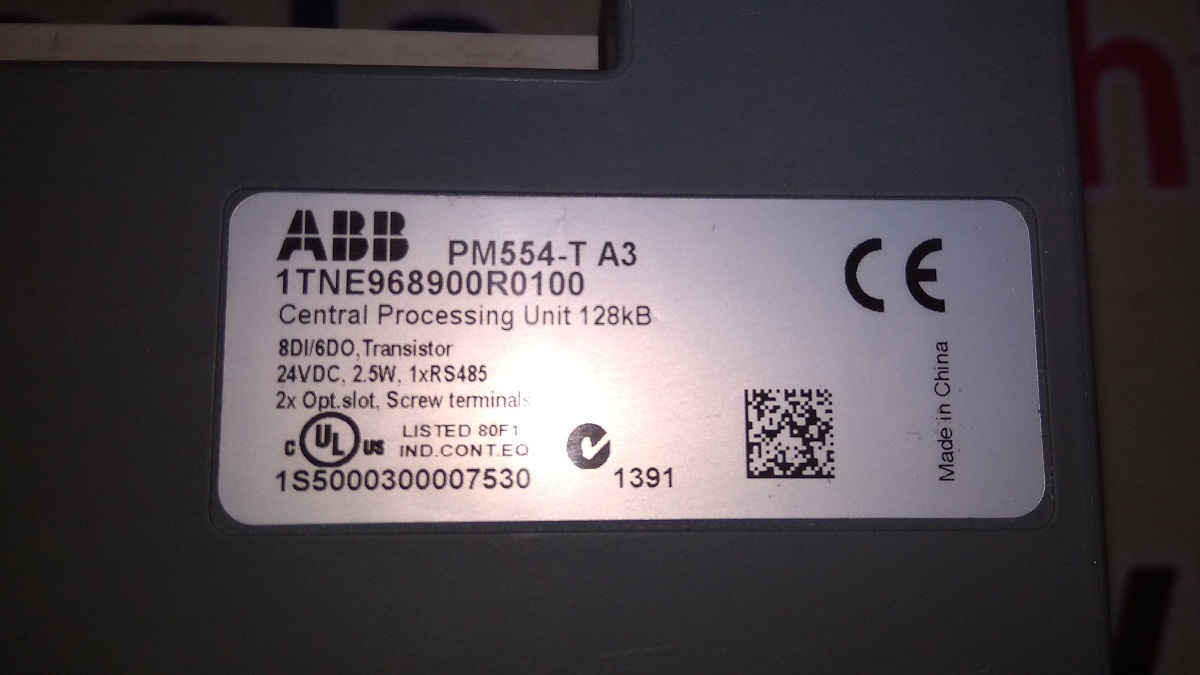 ABB PM554-T A3
1TNE968900R0100
Central Processing Unit 128kB
8DI/6DO, Transistor
24VDC, 2.5W, 1xRS485
2x Opt.slot, Screw terminals
C UL US LISTED 80F1
IND.CONT.EQ
1S5000300007530 1391
CE
Made in China
h